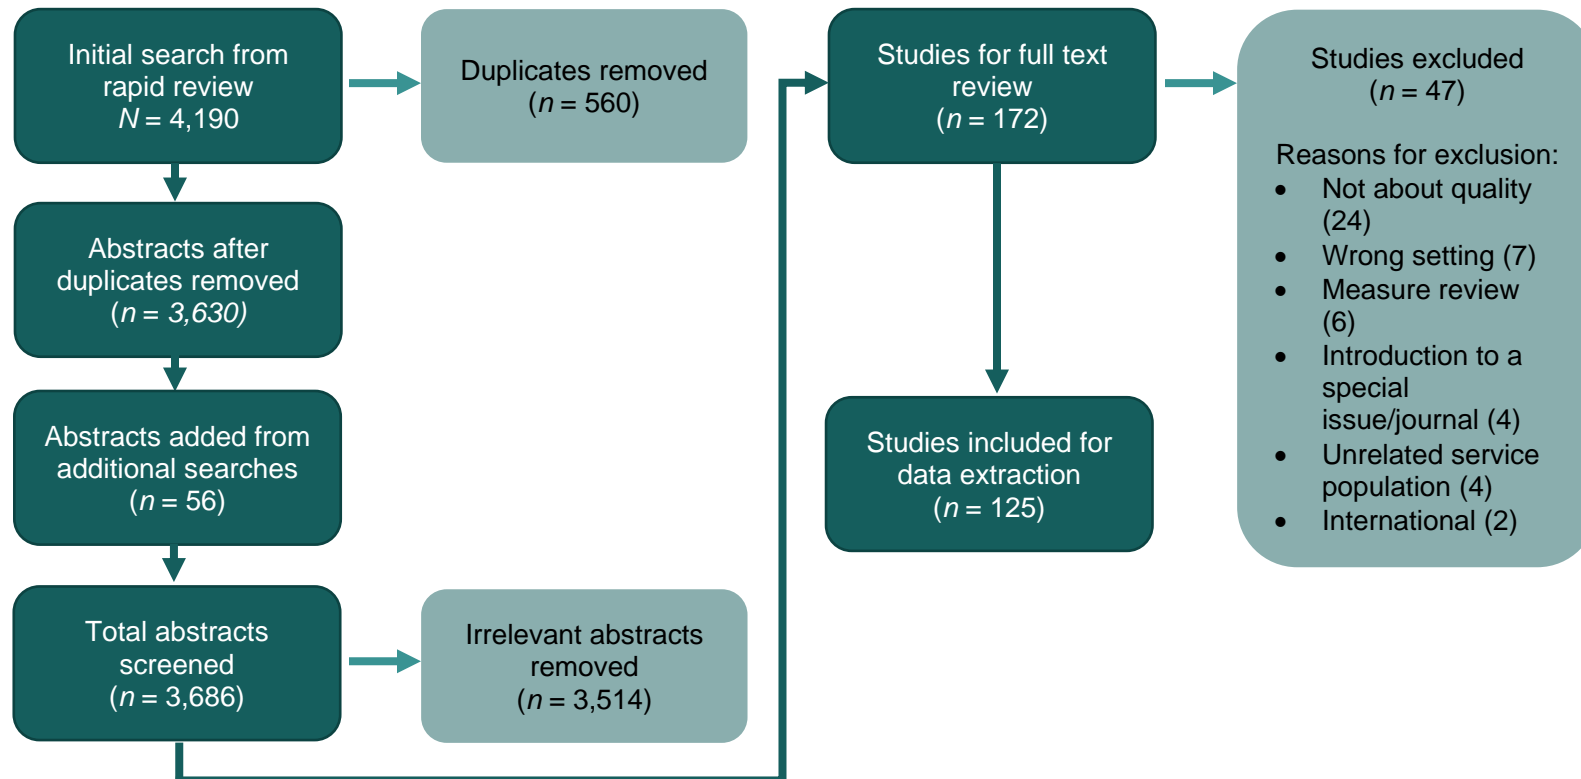 Initial search from
rapid review
N = 4,190
Duplicates removed
(n = 560)
Abstracts after
duplicates removed
(n = 3,630)
Abstracts added from
additional searches
(n = 56)
Total abstracts
screened
(n = 3,686)
Irrelevant abstracts
removed
(n = 3,514)
Studies for full text
review
(n = 172)
Studies included for
data extraction
(n = 125)
Studies excluded
(n = 47)
Reasons for exclusion:
• Not about quality
(24)
• Wrong setting (7)
• Measure review
(6)
• Introduction to a
special
issue/journal (4)
• Unrelated service
population (4)
• International (2)